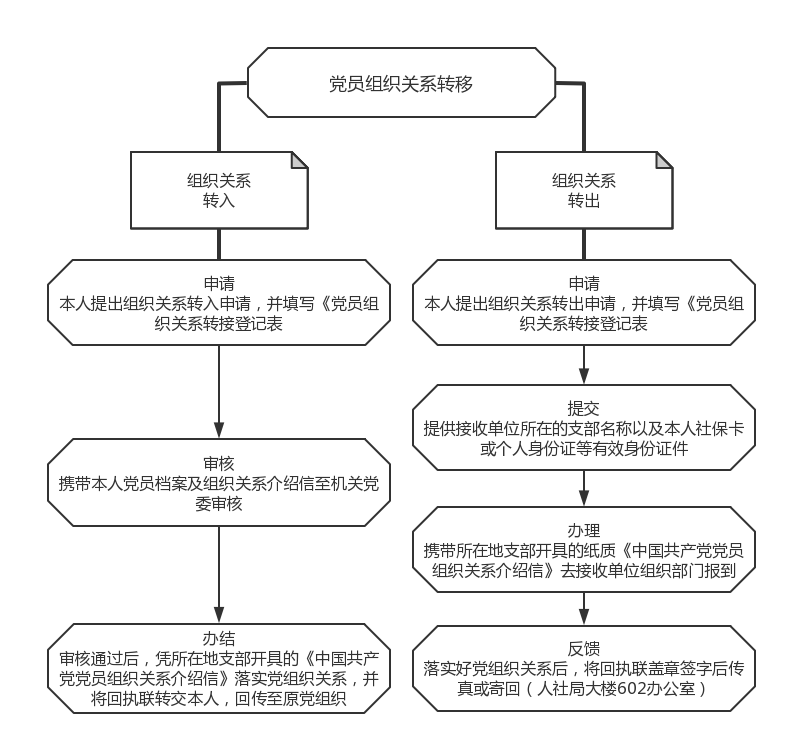 党员组织关系转移
组织关系
转入
组织关系
转出
申请
本人提出组织关系转入申请，并填写《党员组
织关系转接登记表
申请
本人提出组织关系转出申请，并填写《党员组
织关系转接登记表
审核
携带本人党员档案及组织关系介绍信至机关党
委审核
提交
提供接收单位所在的支部名称以及本人社保卡
或个人身份证等有效身份证件
办理
携带所在地支部开具的纸质《中国共产党党员
组织关系介绍信》去接收单位组织部门报到
办结
审核通过后，凭所在地支部开具的《中国共产
党党员组织关系介绍信》落实党组织关系，并
将回执联转交本人，回传至原党组织
反馈
落实好党组织关系后，将回执联盖章签字后传
真或寄回（人社局大楼602办公室）